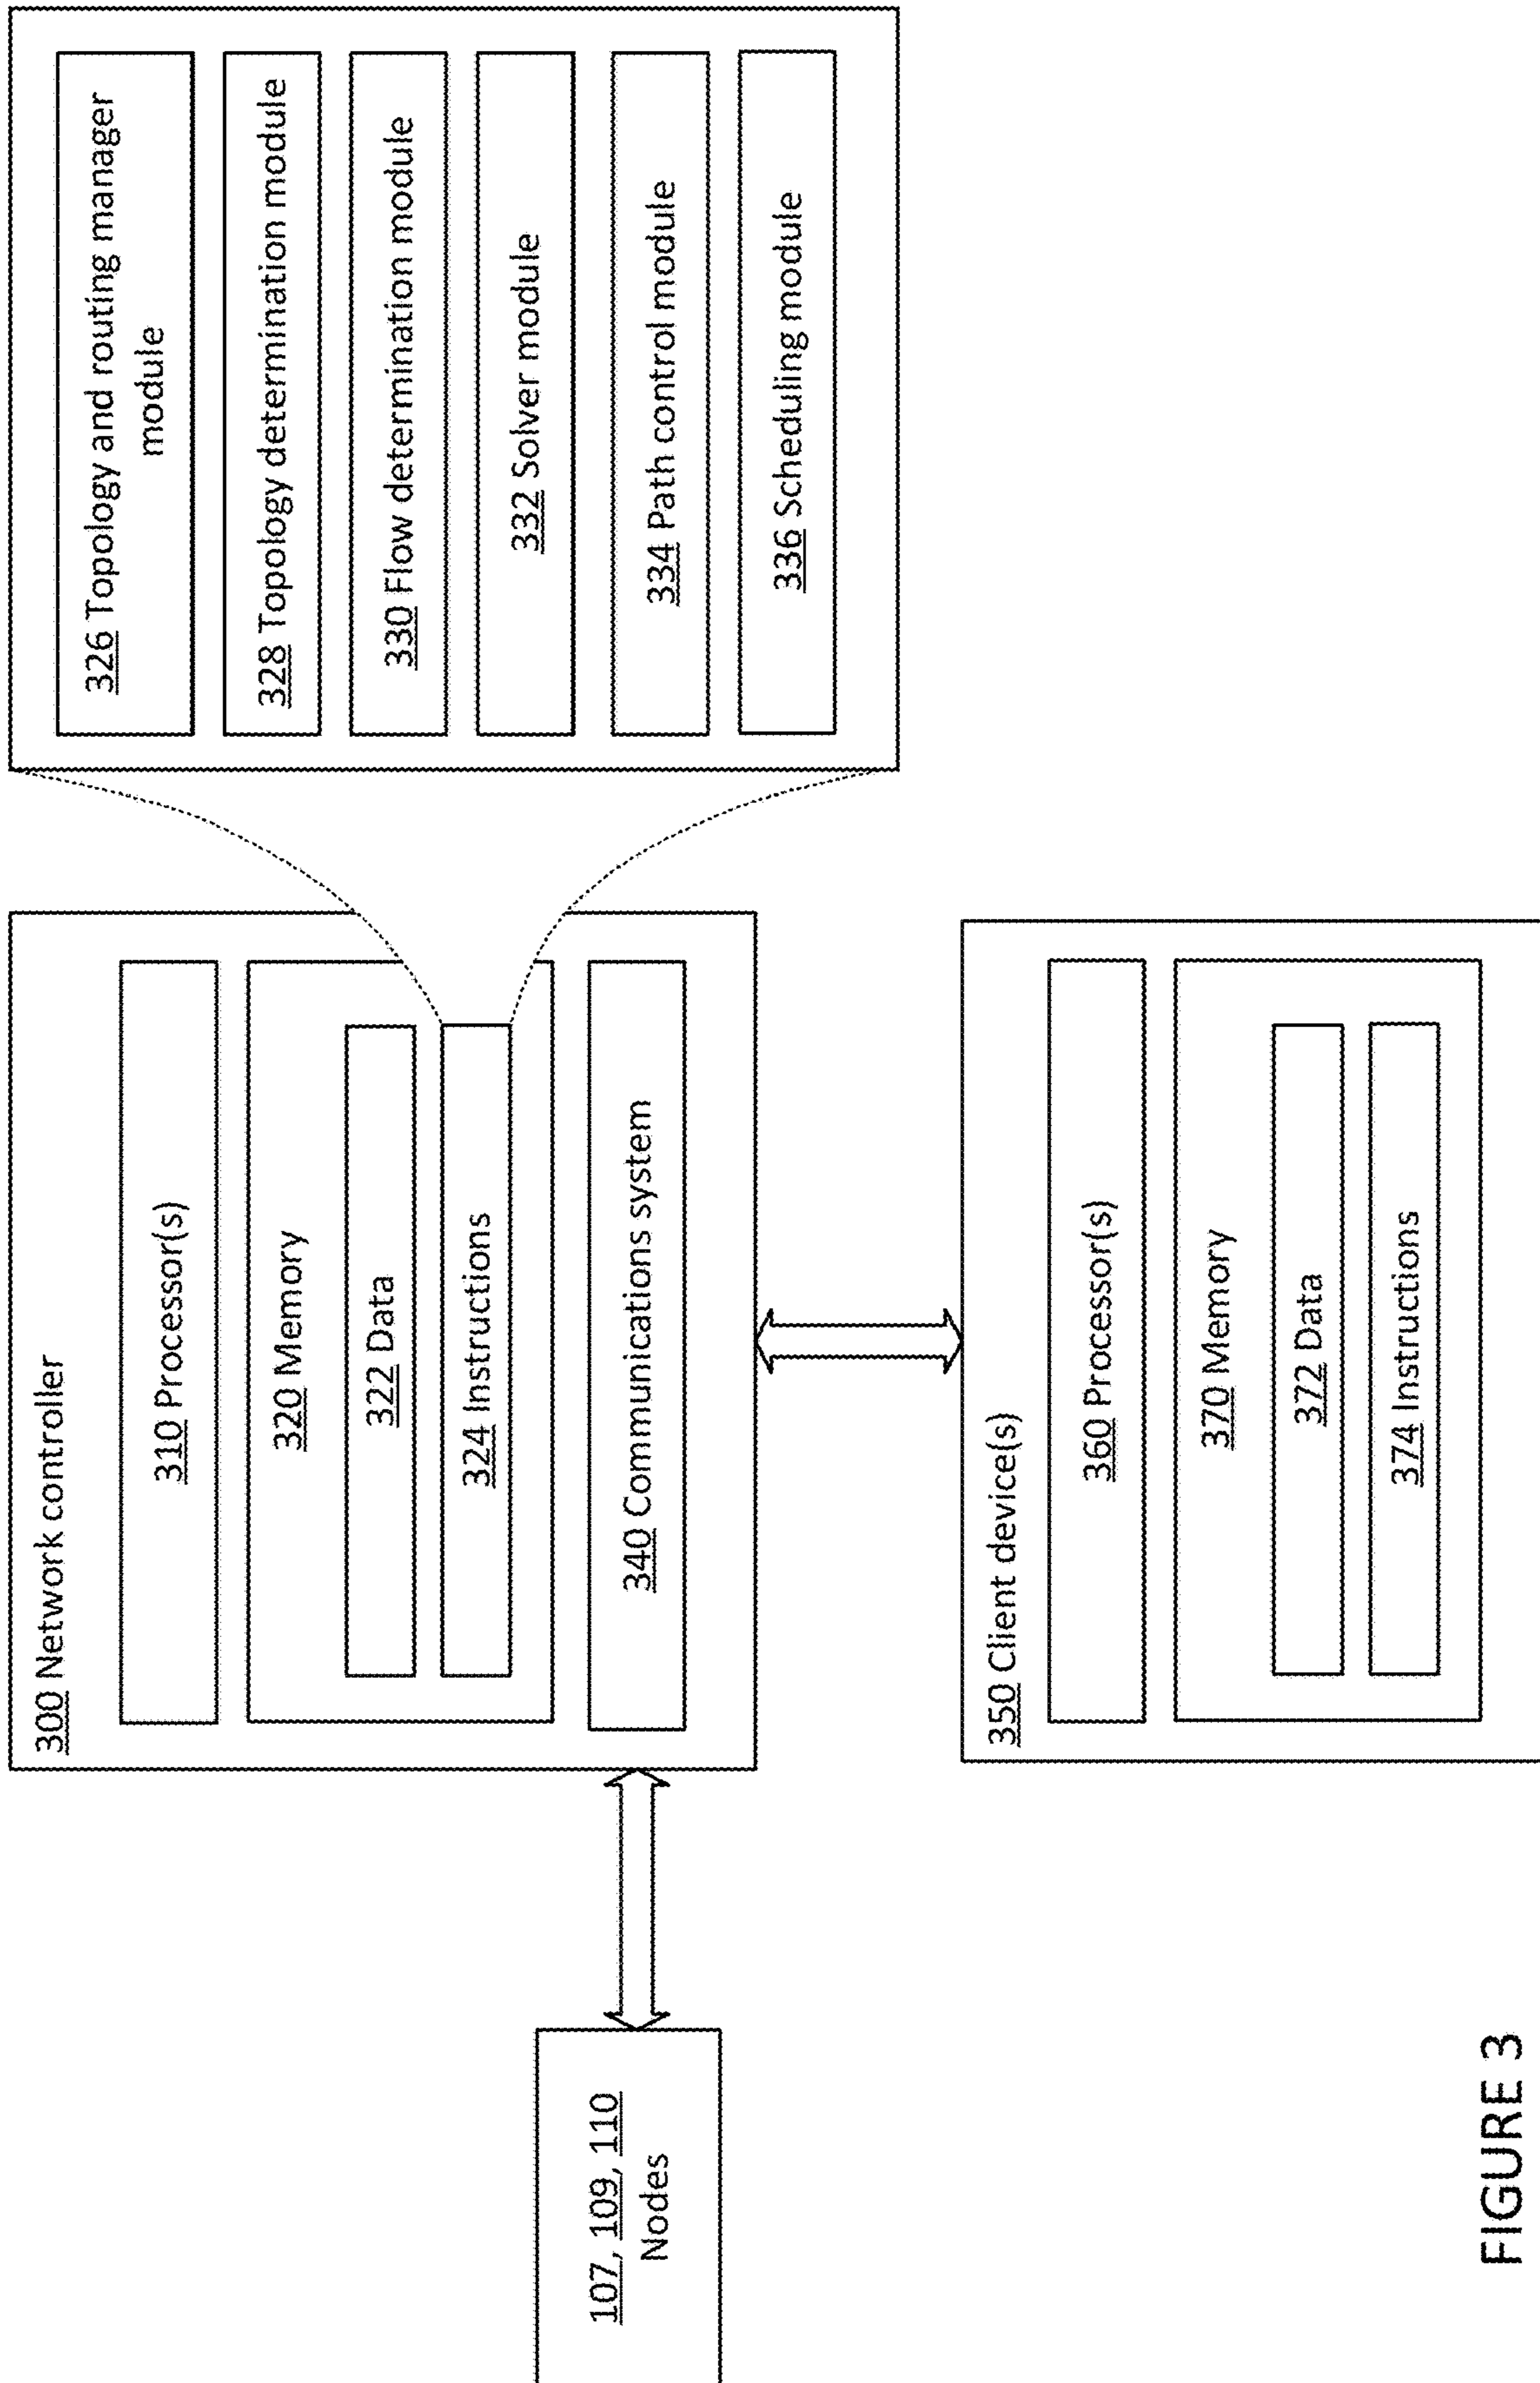 107, 109, 110
Nodes
300 Network controller
310 Processor(s)
320 Memory
322 Data
324 Instructions
340 Communications system
326 Topology and routing manager
module
328 Topology determination module
330 Flow determination module
332 Solver module
334 Path control module
336 Scheduling module
350 Client device(s)
360 Processor(s)
370 Memory
372 Data
374 Instructions
FIGURE 3